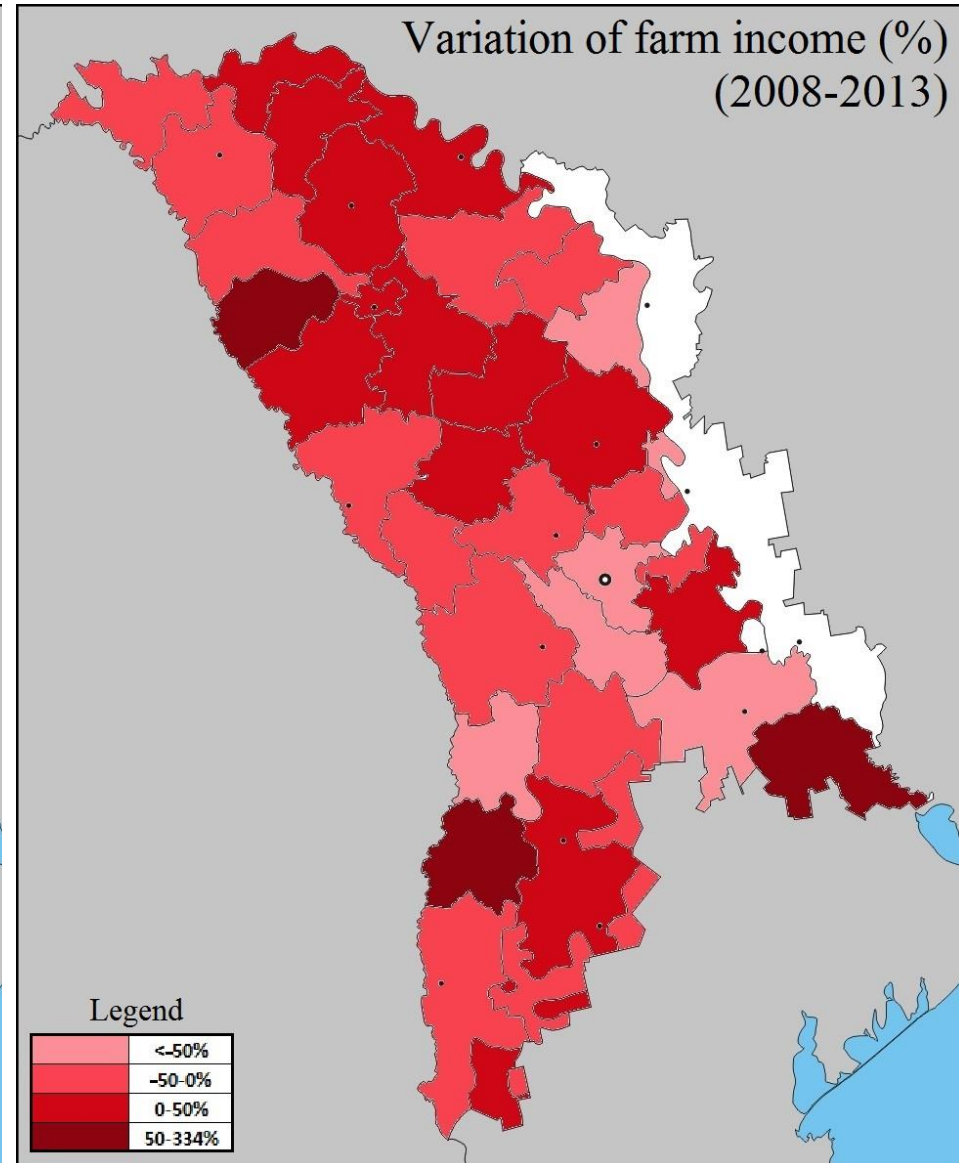 Variation of farm income (%)
(2008-2013)
Legend
<-50%
-50-0%
0-50%
50-334%